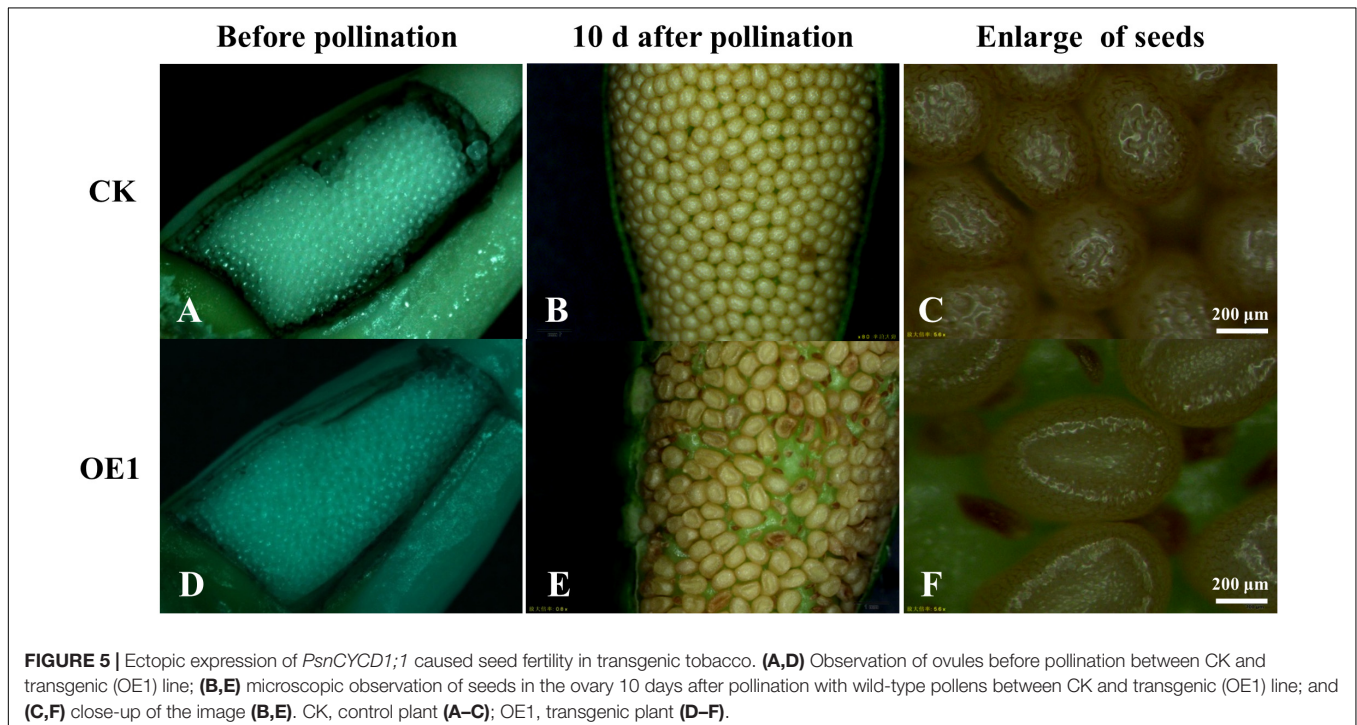 Before pollination
10 d after pollination
Enlarge of seeds
CK
A
B
C
200 µm
OE1
D
E
F
200 µm
FIGURE 5 | Ectopic expression of PsnCYCD1;1 caused seed fertility in transgenic tobacco. (A,D) Observation of ovules before pollination between CK and
transgenic (OE1) line; (B,E) microscopic observation of seeds in the ovary 10 days after pollination with wild-type pollens between CK and transgenic (OE1) line; and
(C,F) close-up of the image (B,E). CK, control plant (A–C); OE1, transgenic plant (D–F).